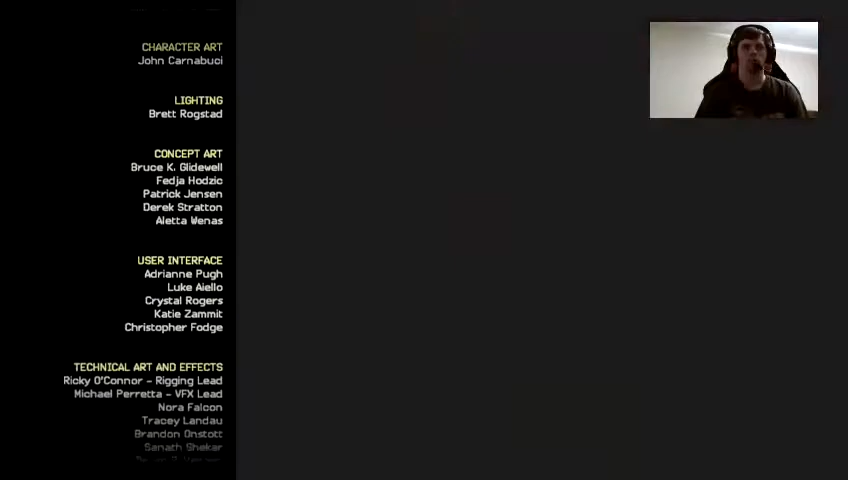 CHARACTER ART
John Carnabuci
LIGHTING
Brett Rogstad
CONCEPT ART
Bruce K. Glidewell
Fedja Hodzic
Patrick Jensen
Derek Stratton
Aletta Wenas
USER INTERFACE
Adrianne Pugh
Luke Aiello
Crystal Rogers
Katie Zammit
Christopher Fodge
TECHNICAL ART AND EFFECTS
Ricky O'Connor - Rigging Lead
Michael Perretta - VFX Lead
Nora Falcon
Tracey Landau
Brandon Onstott
Sanath Shekar